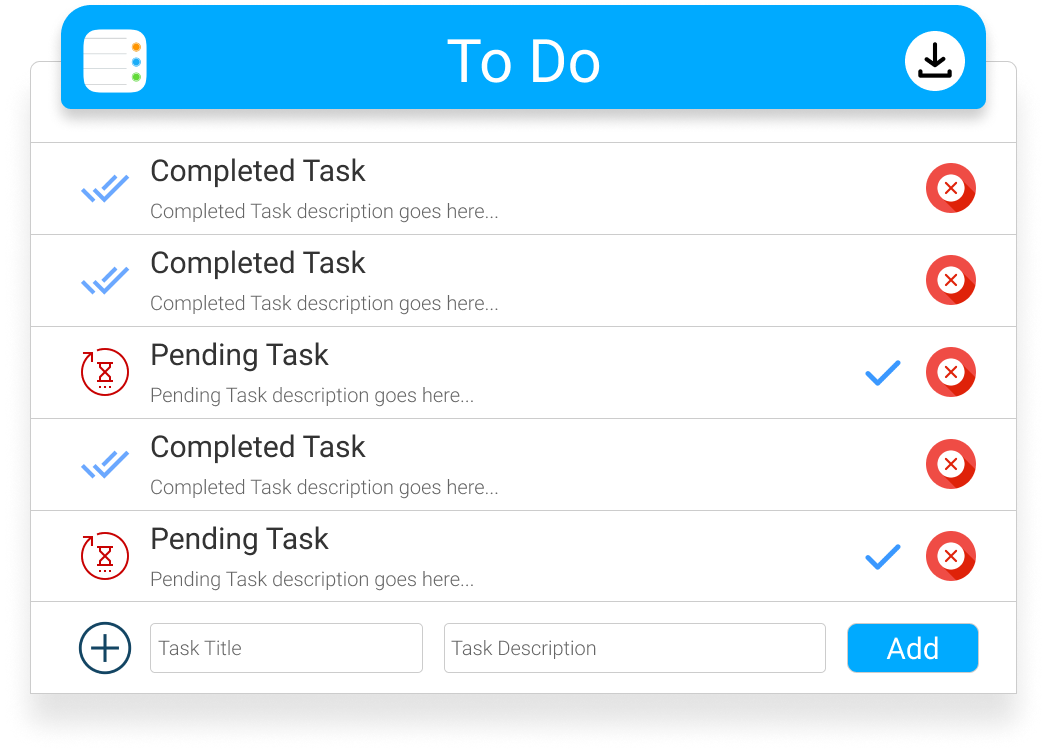 To Do
Completed Task
Completed Task description goes here...
Completed Task
Completed Task description goes here...
Pending Task
Pending Task description goes here...
Completed Task
Completed Task description goes here...
Pending Task
Pending Task description goes here...
Task Title Task Description Add